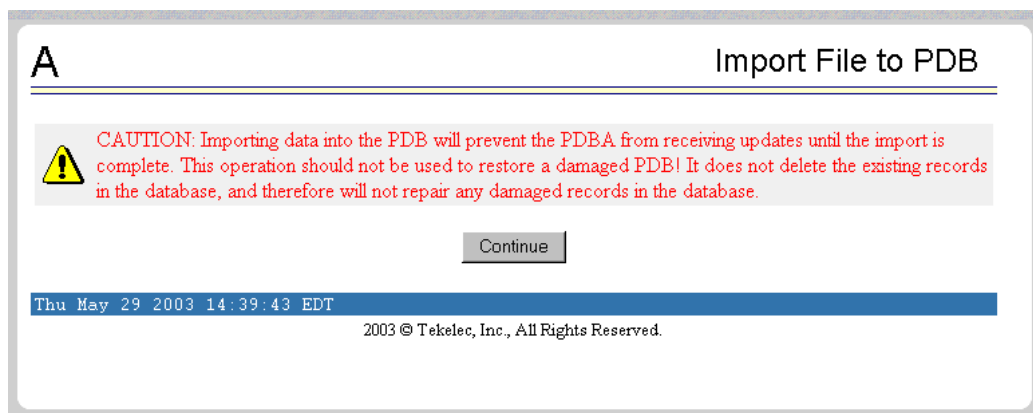 A
Import File to PDB
CAUTION: Importing data into the PDB will prevent the PDBA from receiving updates until the import is
complete. This operation should not be used to restore a damaged PDB! It does not delete the existing records
in the database, and therefore will not repair any damaged records in the database.
Continue
Thu May 29 2003 14:39:43 EDT
2003 © Tekelec, Inc., All Rights Reserved.